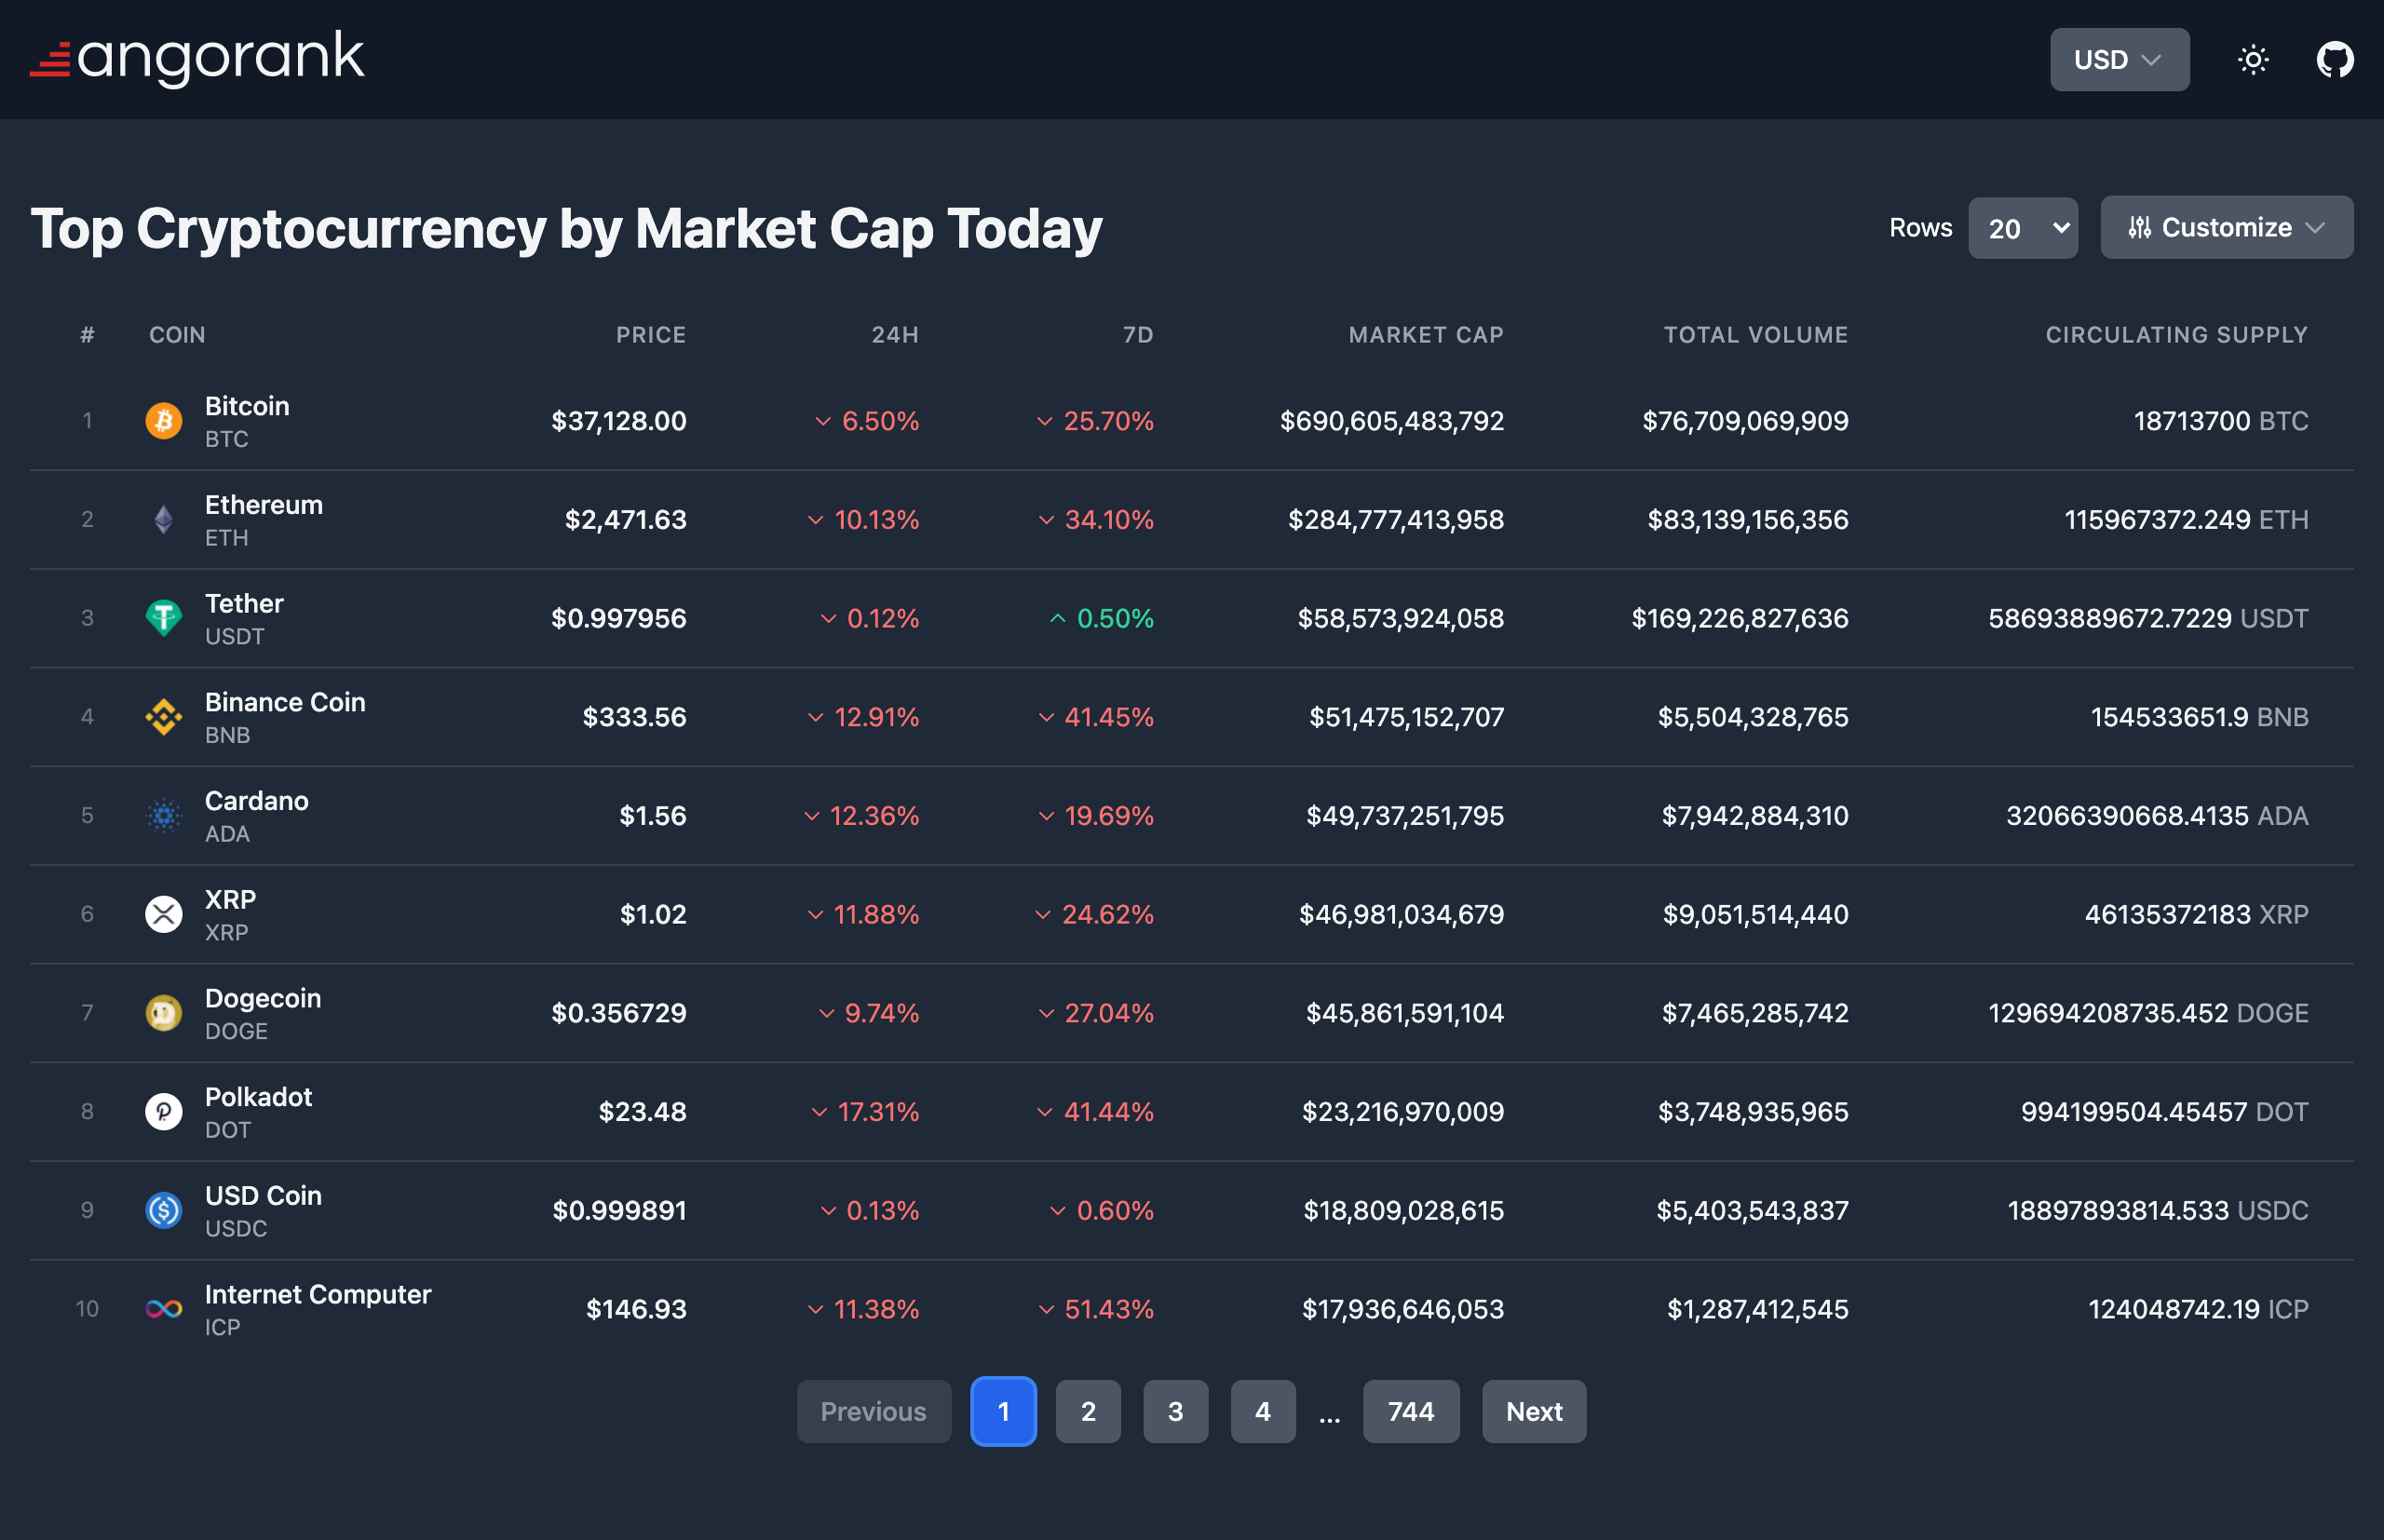 angorank
USD
Top Cryptocurrency by Market Cap Today
Rows 20 Customize
# COIN PRICE 24H 7D MARKET CAP TOTAL VOLUME CIRCULATING SUPPLY
1 Bitcoin BTC $37,128.00 6.50% 25.70% $690,605,483,792 $76,709,069,909 18713700 BTC
2 Ethereum ETH $2,471.63 10.13% 34.10% $284,777,413,958 $83,139,156,356 115967372.249 ETH
3 Tether USDT $0.997956 0.12% 0.50% $58,573,924,058 $169,226,827,636 58693889672.7229 USDT
4 Binance Coin BNB $333.56 12.91% 41.45% $51,475,152,707 $5,504,328,765 154533651.9 BNB
5 Cardano ADA $1.56 12.36% 19.69% $49,737,251,795 $7,942,884,310 32066390668.4135 ADA
6 XRP XRP $1.02 11.88% 24.62% $46,981,034,679 $9,051,514,440 46135372183 XRP
7 Dogecoin DOGE $0.356729 9.74% 27.04% $45,861,591,104 $7,465,285,742 129694208735.452 DOGE
8 Polkadot DOT $23.48 17.31% 41.44% $23,216,970,009 $3,748,935,965 994199504.45457 DOT
9 USD Coin USDC $0.999891 0.13% 0.60% $18,809,028,615 $5,403,543,837 18897893814.533 USDC
10 Internet Computer ICP $146.93 11.38% 51.43% $17,936,646,053 $1,287,412,545 124048742.19 ICP
Previous 1 2 3 4 ... 744 Next